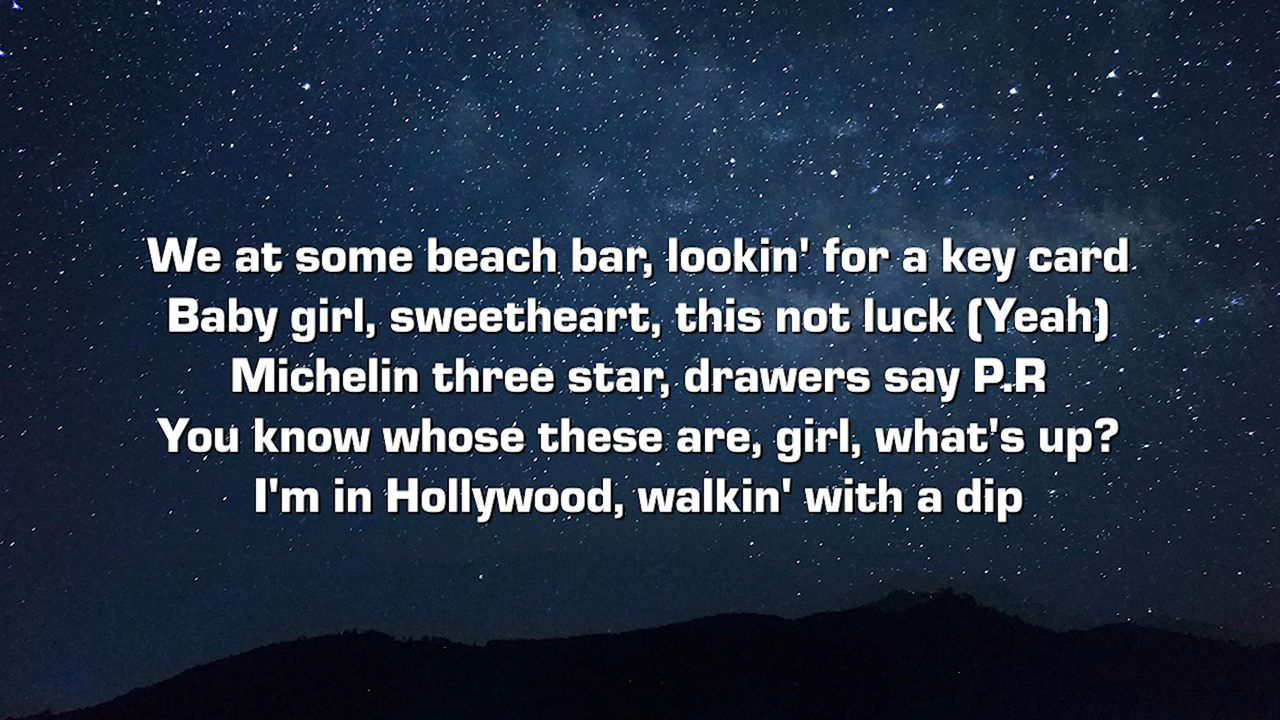 We at some beach bar, lookin' for a key card
Baby girl, sweetheart, this not luck (Yeah)
Michelin three star, drawers say P.R
You know whose these are, girl, what's up?
I'm in Hollywood, walkin' with a dip